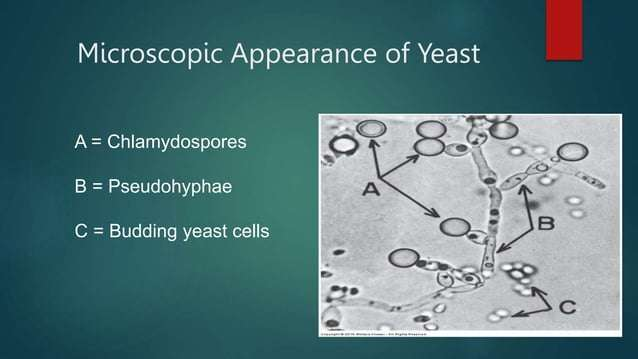 Microscopic Appearance of Yeast
A = Chlamydospores
B = Pseudohyphae
C = Budding yeast cells
A
B
C